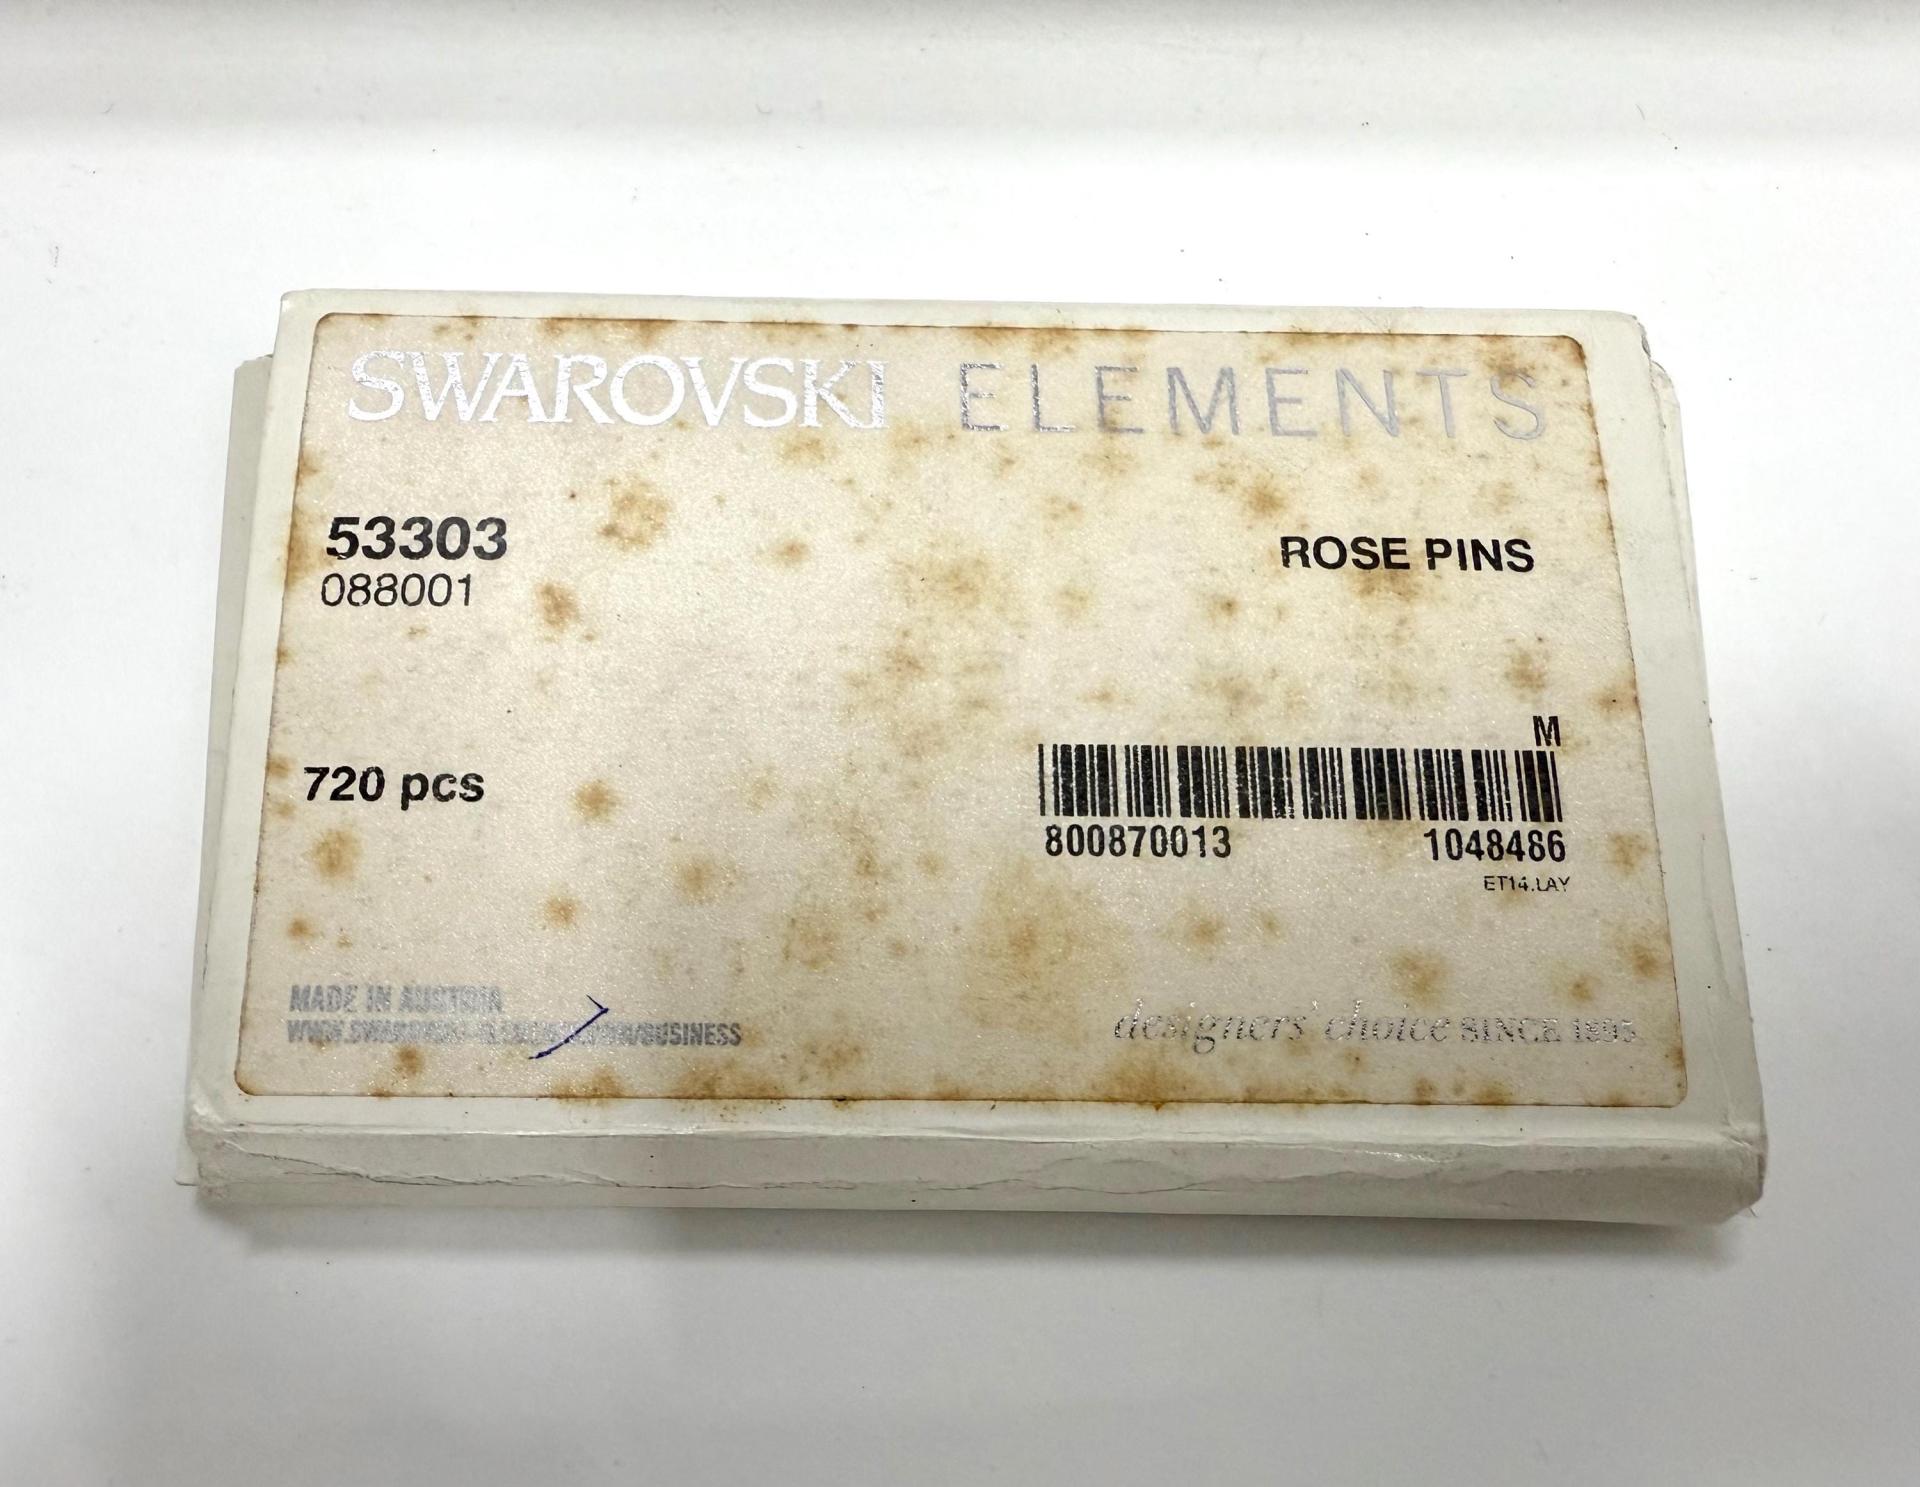 SWAROVSKI ELEMENTS
53303
088001
ROSE PINS
720 pcs
M
800870013 1048486
ET14.LAY
MADE IN AUSTRIA
designers' choice SINCE 1895